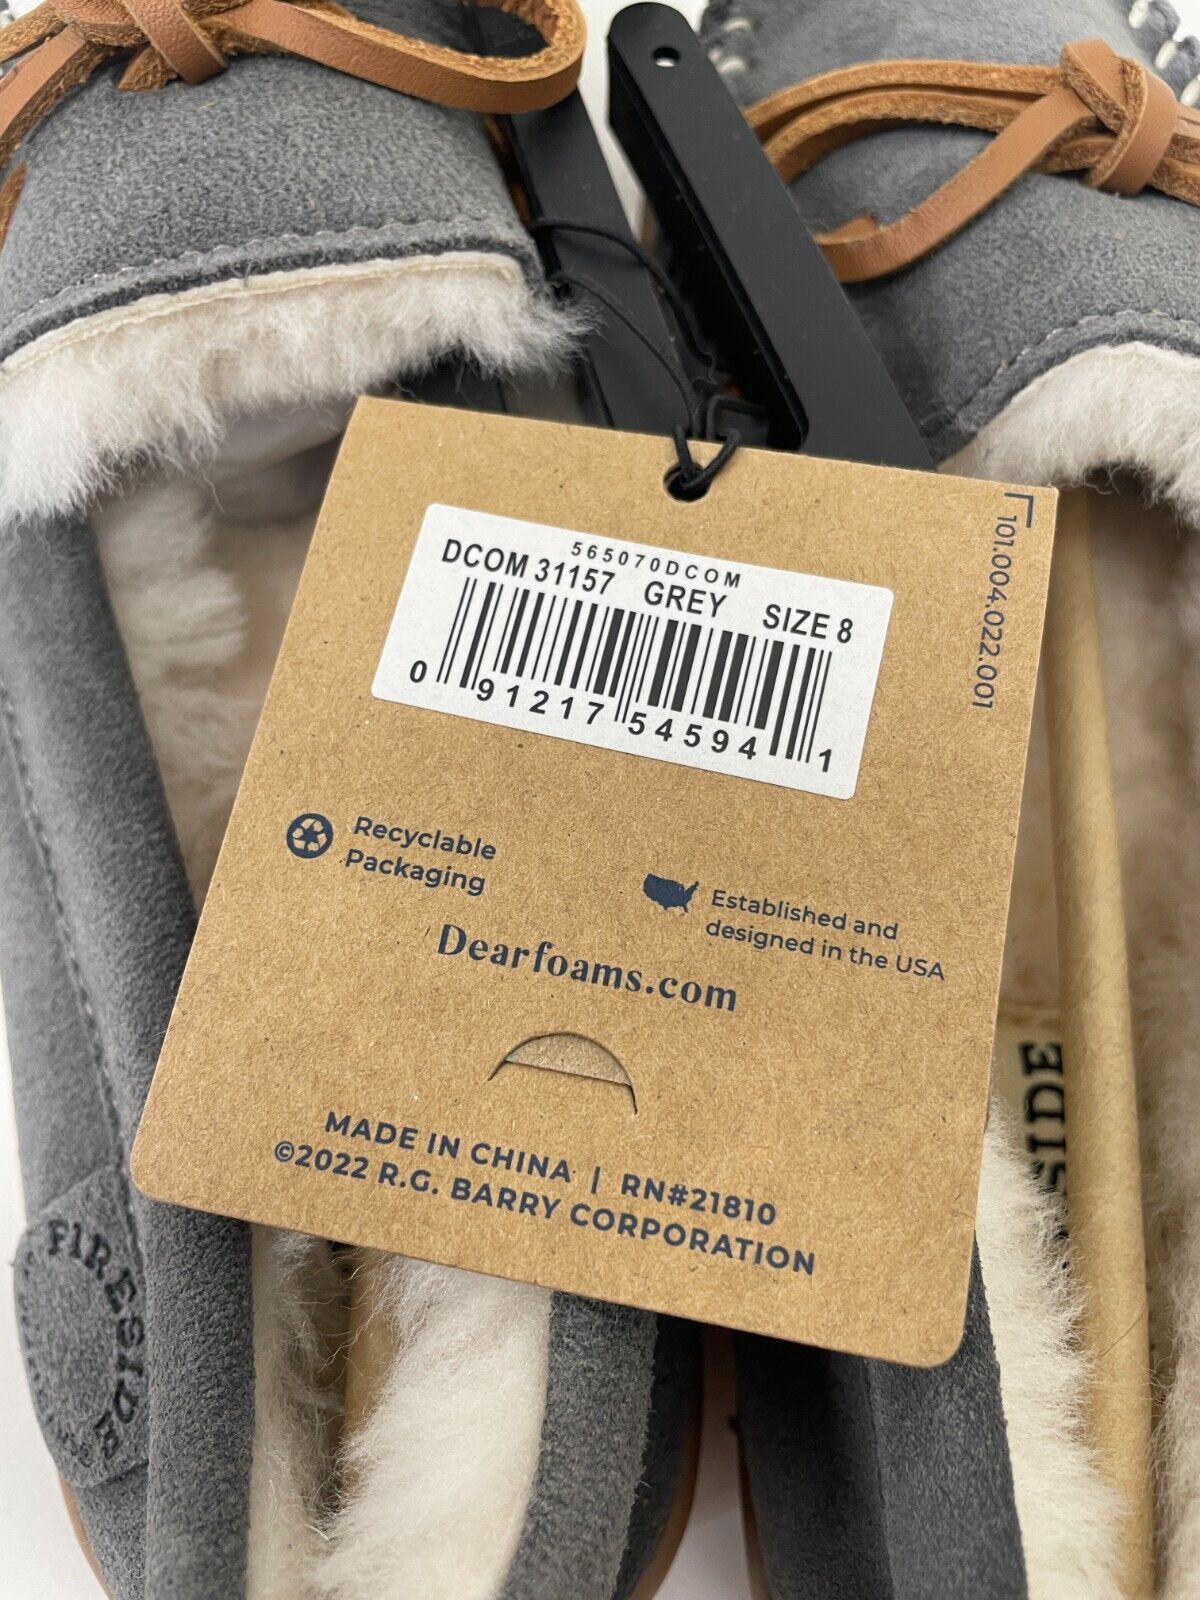 565070DCOM
DCOM 31157 GREY SIZE 8
0 91217 54594 1
101.004.022.001
Recyclable
Packaging
Established and
designed in the USA
Dearfoams.com
MADE IN CHINA | RN#21810
©2022 R.G. BARRY CORPORATION
SIDE
FIRESIDE